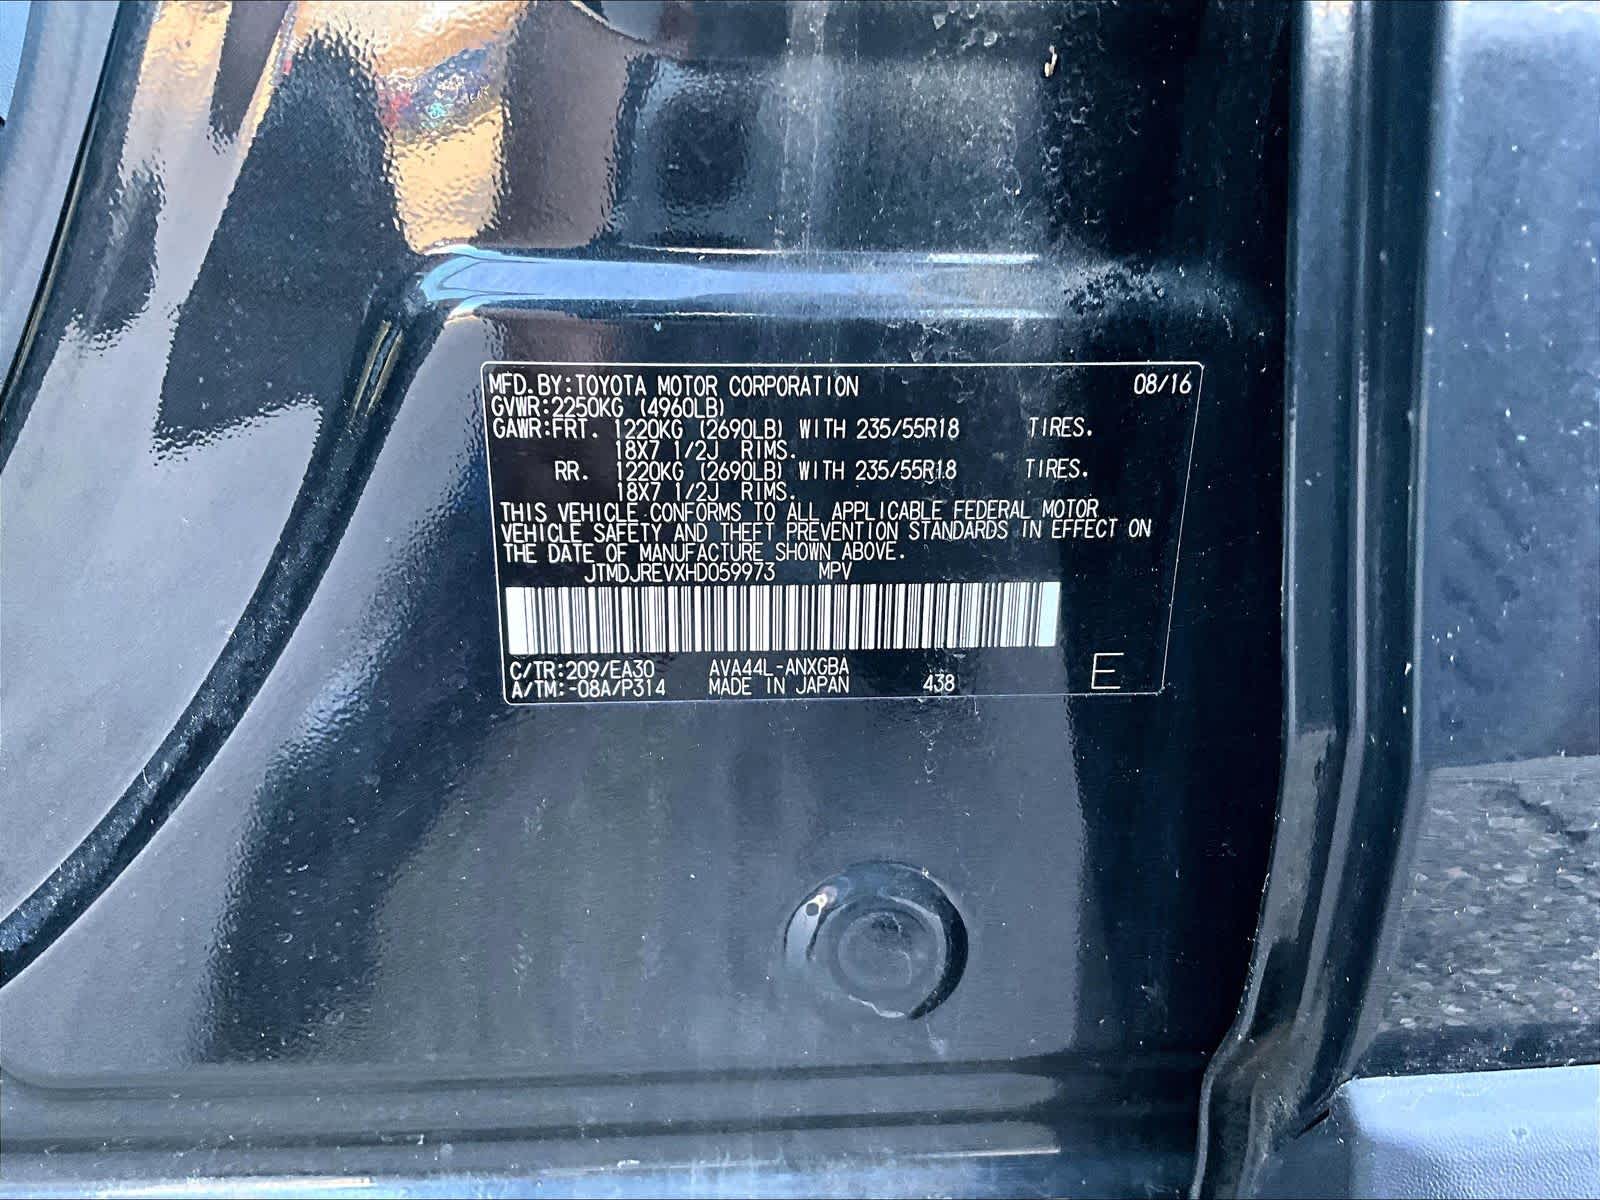 MFD. BY: TOYOTA MOTOR CORPORATION 08/16
GVWR:2250KG (4960LB)
GAWR:FRT. 1220KG (2690LB) WITH 235/55R18 TIRES.
18X7 1/2J RIMS.
RR. 1220KG (2690LB) WITH 235/55R18 TIRES.
18X7 1/2J RIMS.
THIS VEHICLE CONFORMS TO ALL APPLICABLE FEDERAL MOTOR
VEHICLE SAFETY AND THEFT PREVENTION STANDARDS IN EFFECT ON
THE DATE OF MANUFACTURE SHOWN ABOVE.
JTMDJREVXHD059973 MPV
C/TR:209/EA30 AVA44L-ANXGBA E
A/TM:-08A/P314 MADE IN JAPAN 438